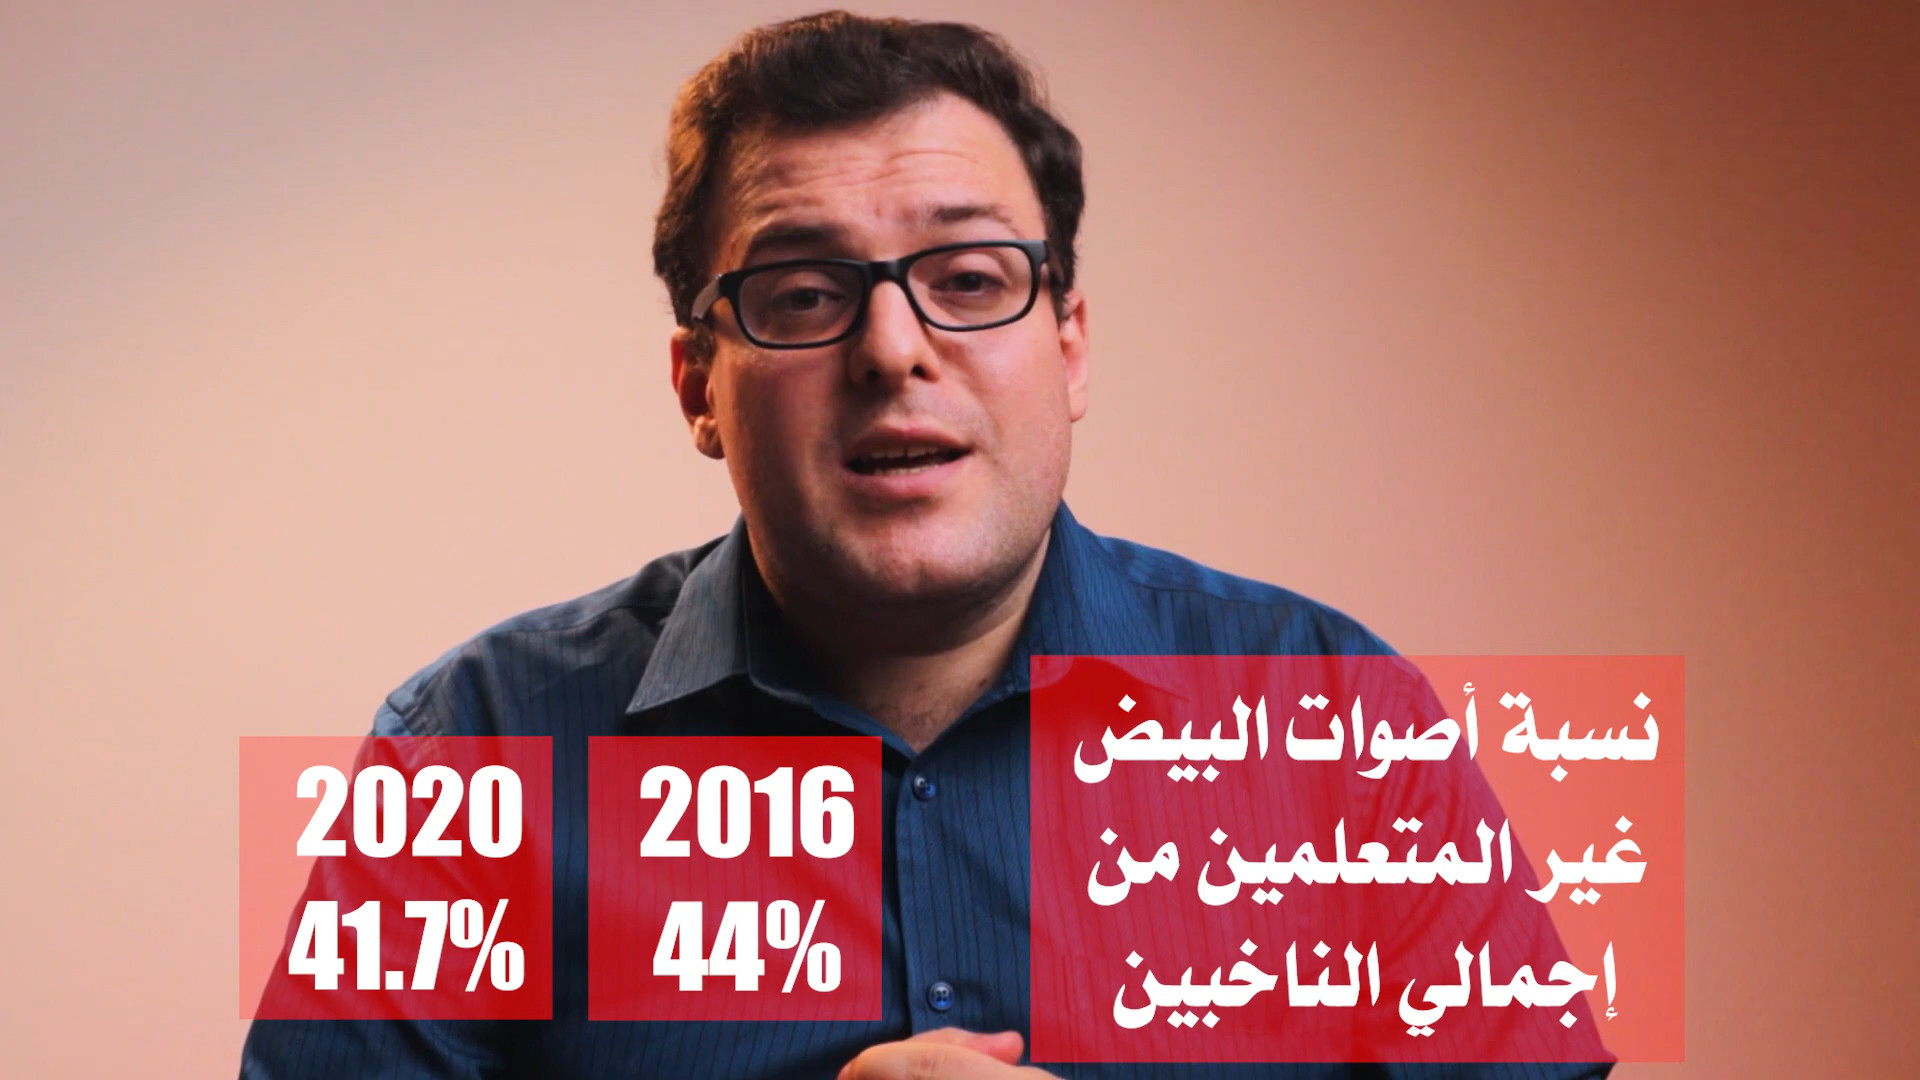 نسبة أصوات البيض
غير المتعلمين من
إجمالي الناخبين
2016
44%
2020
41.7%